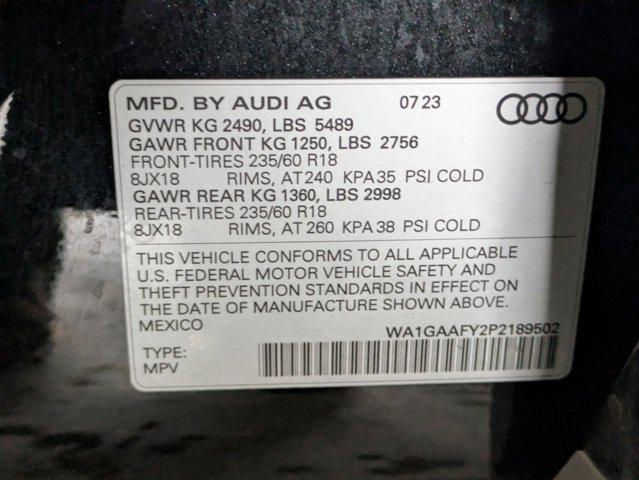 MFD. BY AUDI AG 07 23
GVWR KG 2490, LBS 5489
GAWR FRONT KG 1250, LBS 2756
FRONT-TIRES 235/60 R18
8JX18 RIMS, AT 240 KPA 35 PSI COLD
GAWR REAR KG 1360, LBS 2998
REAR-TIRES 235/60 R18
8JX18 RIMS, AT 260 KPA 38 PSI COLD
THIS VEHICLE CONFORMS TO ALL APPLICABLE
U.S. FEDERAL MOTOR VEHICLE SAFETY AND
THEFT PREVENTION STANDARDS IN EFFECT ON
THE DATE OF MANUFACTURE SHOWN ABOVE.
MEXICO
WA1GAAFY2P2189502
TYPE:
MPV